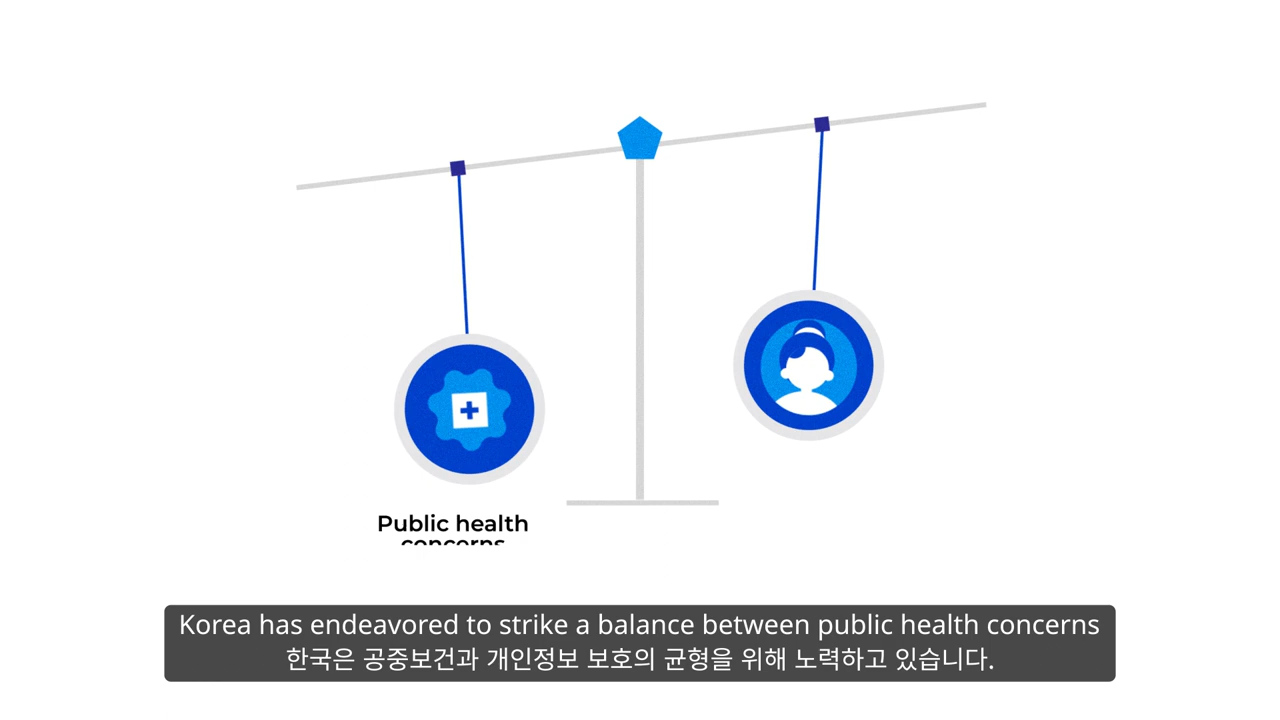 Public health
concerns
Korea has endeavored to strike a balance between public health concerns
한국은 공중보건과 개인정보 보호의 균형을 위해 노력하고 있습니다.